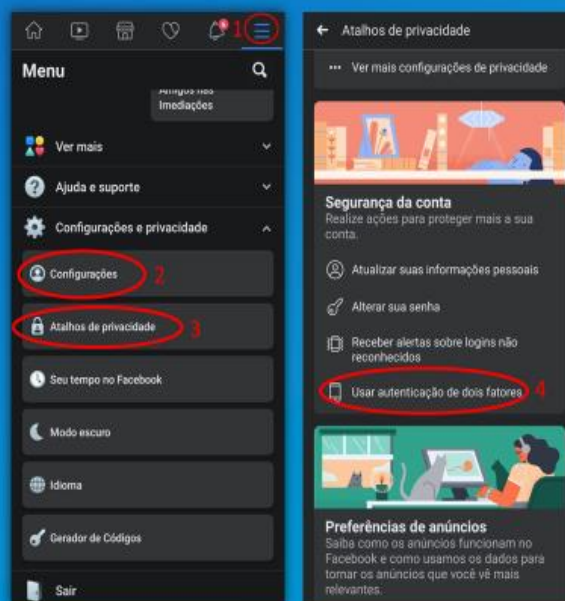 1
Menu
Amigos nas
Imediações
Ver mais
Ajuda e suporte
Configurações e privacidade
Configurações 2
Atalhos de privacidade 3
Seu tempo no Facebook
Modo escuro
Idioma
Gerador de Códigos
Sair
Atalhos de privacidade
Ver mais configurações de privacidade
Segurança da conta
Realize ações para proteger mais a sua
conta.
Atualizar suas informações pessoais
Alterar sua senha
Receber alertas sobre logins não
reconhecidos
Usar autenticação de dois fatores 4
Preferências de anúncios
Saiba como os anúncios funcionam no
Facebook e como usamos os dados para
tornar os anúncios que você vê mais
relevantes.